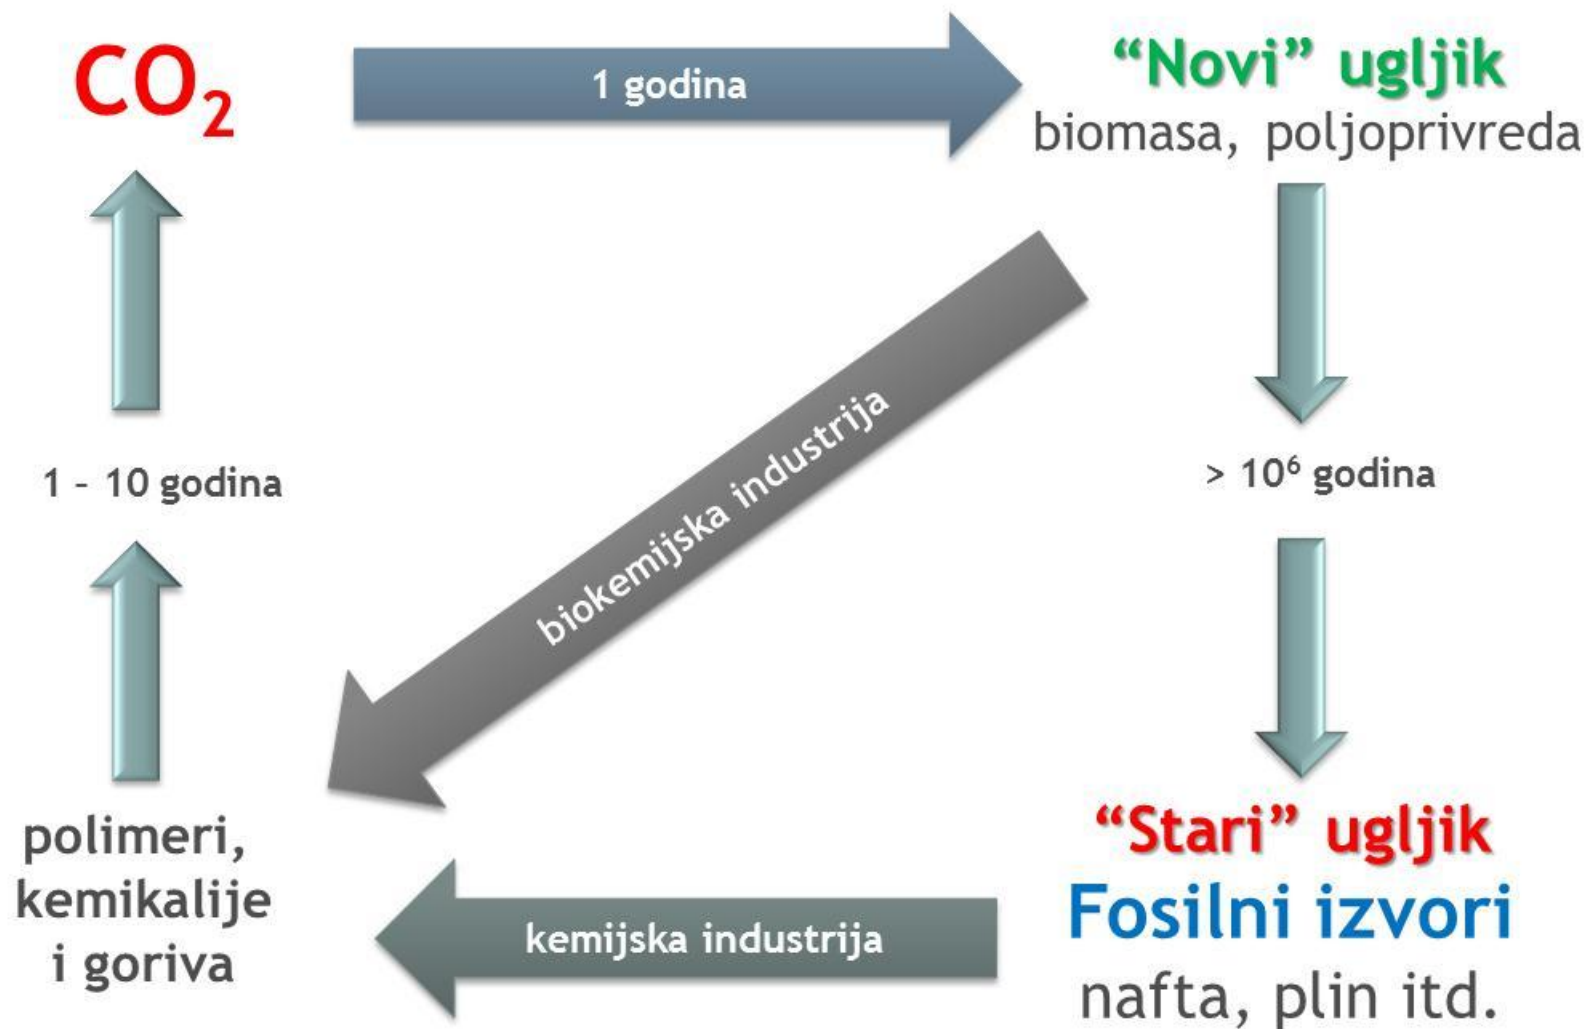 CO₂
1 godina
“Novi” ugljik
biomasa, poljoprivreda
1 – 10 godina
biokemijska industrija
> 10⁶ godina
polimeri,
kemikalije
i goriva
kemijska industrija
“Stari” ugljik
Fosilni izvori
nafta, plin itd.